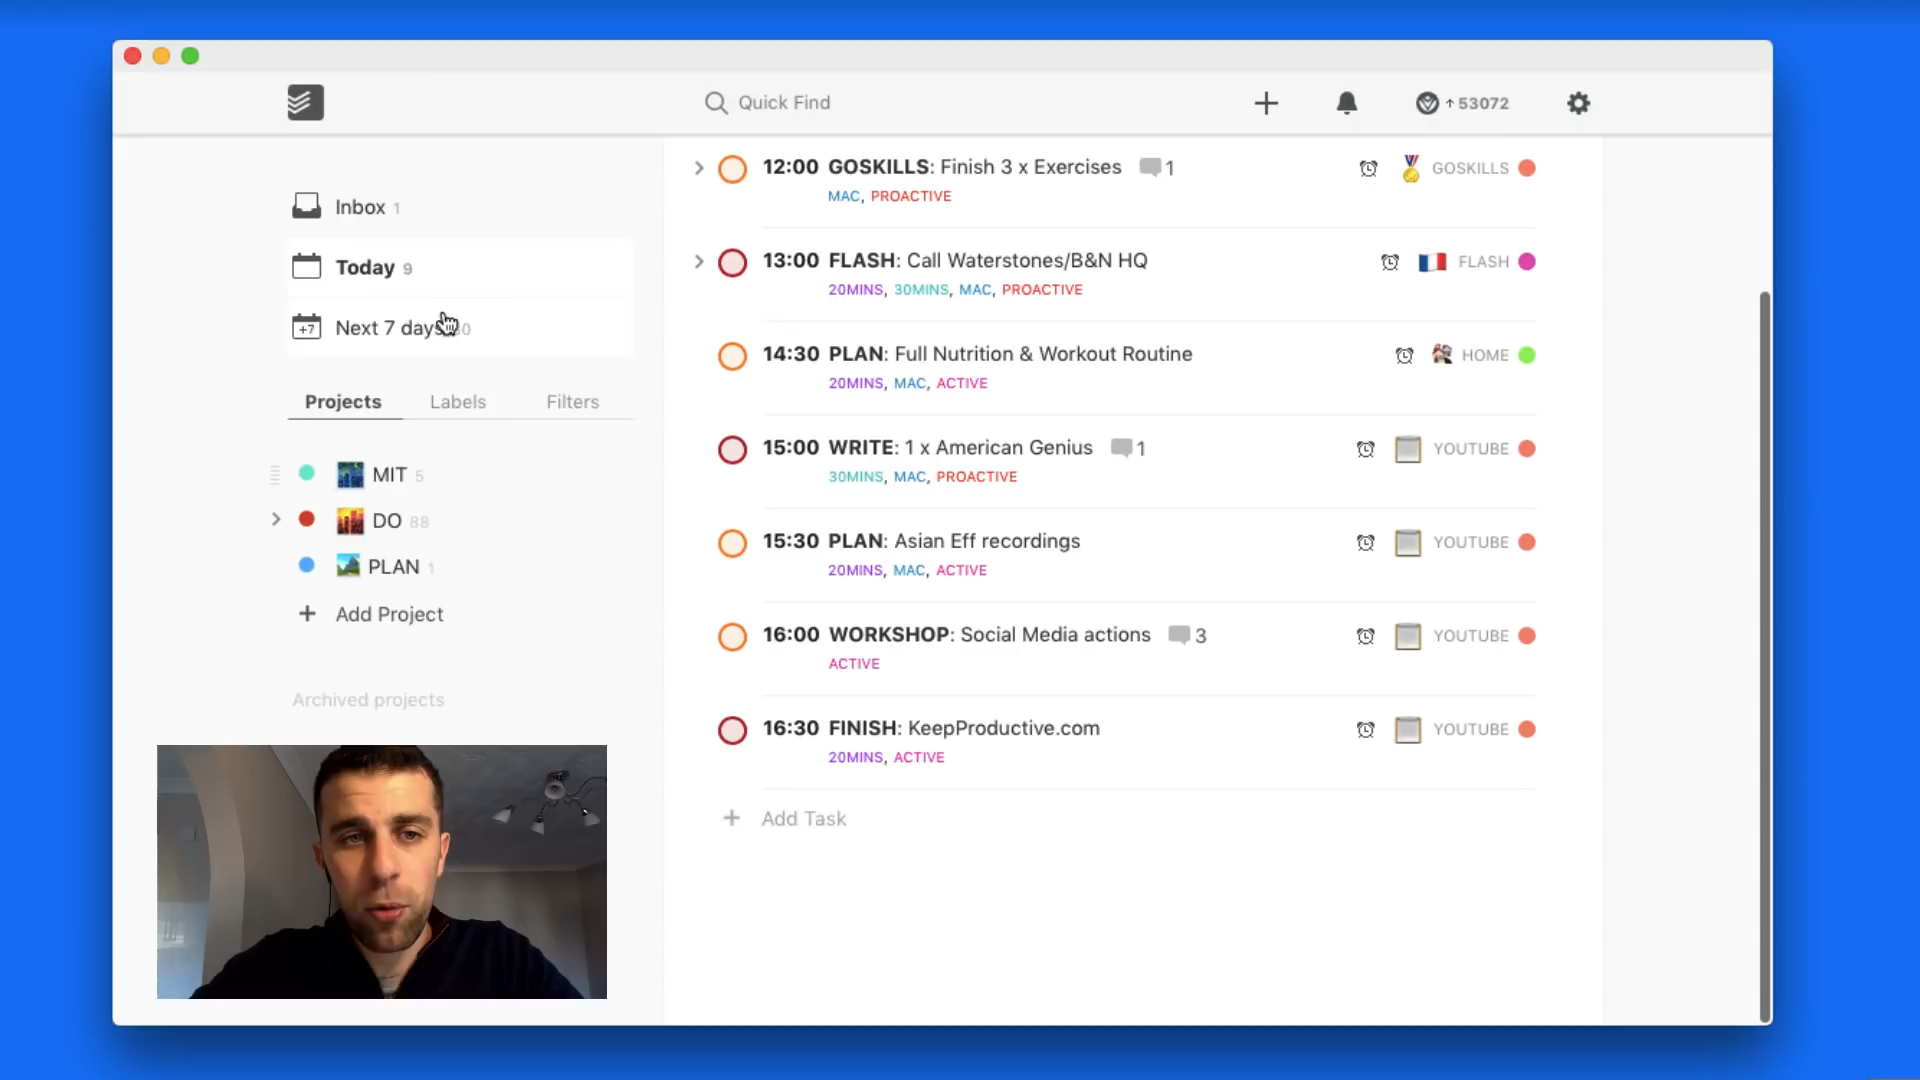 Quick Find
↑ 53072
Inbox 1
Today 9
+7
Next 7 days
Projects
Labels
Filters
MIT 5
DO 88
PLAN 1
Add Project
Archived projects
12:00 GOSKILLS: Finish 3 x Exercises 1
MAC, PROACTIVE
GOSKILLS
13:00 FLASH: Call Waterstones/B&N HQ
20MINS, 30MINS, MAC, PROACTIVE
FLASH
14:30 PLAN: Full Nutrition & Workout Routine
20MINS, MAC, ACTIVE
HOME
15:00 WRITE: 1 x American Genius 1
30MINS, MAC, PROACTIVE
YOUTUBE
15:30 PLAN: Asian Eff recordings
20MINS, MAC, ACTIVE
YOUTUBE
16:00 WORKSHOP: Social Media actions 3
ACTIVE
YOUTUBE
16:30 FINISH: KeepProductive.com
20MINS, ACTIVE
YOUTUBE
Add Task